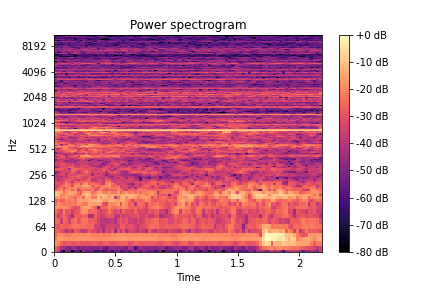 Power spectrogram
+0 dB
8192
-10 dB
4096
-20 dB
2048
-30 dB
1024
Hz
-40 dB
512
-50 dB
256
128
-60 dB
64
-70 dB
0
-80 dB
0 0.5 1 1.5 2
Time